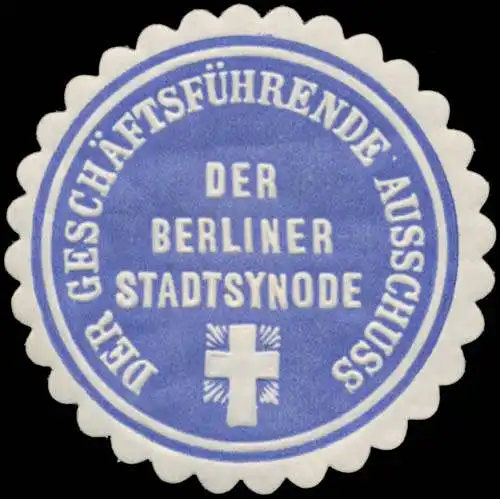 DER GESCHÄFTSFÜHRENDE AUSSCHUSS
DER
BERLINER
STADTSYNODE